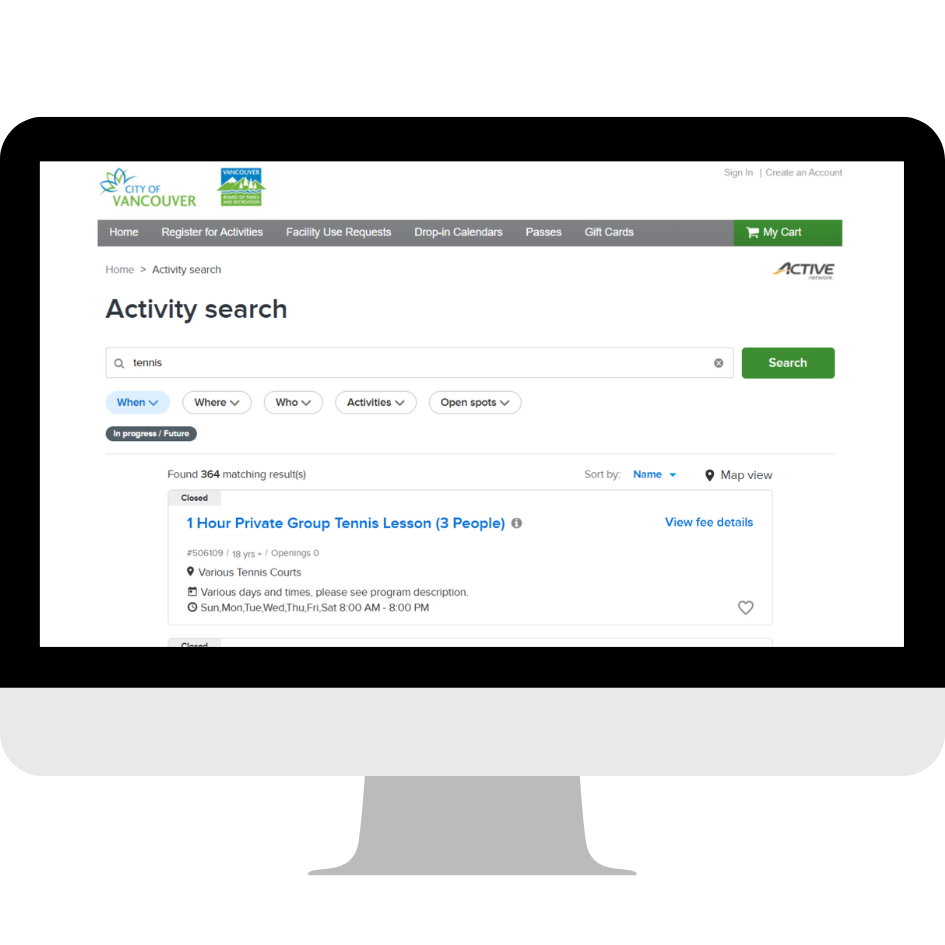 CITY OF
VANCOUVER
VANCOUVER
BOARD OF PARKS
AND RECREATION
Sign In | Create an Account
Home Register for Activities Facility Use Requests Drop-in Calendars Passes Gift Cards My Cart
Home > Activity search
ACTIVE
network
Activity search
tennis Search
When Where Who Activities Open spots
In progress / Future
Found 364 matching result(s) Sort by: Name Map view
Closed
1 Hour Private Group Tennis Lesson (3 People) View fee details
#506109 / 18 yrs + / Openings 0
Various Tennis Courts
Various days and times, please see program description.
Sun,Mon,Tue,Wed,Thu,Fri,Sat 8:00 AM - 8:00 PM
Closed